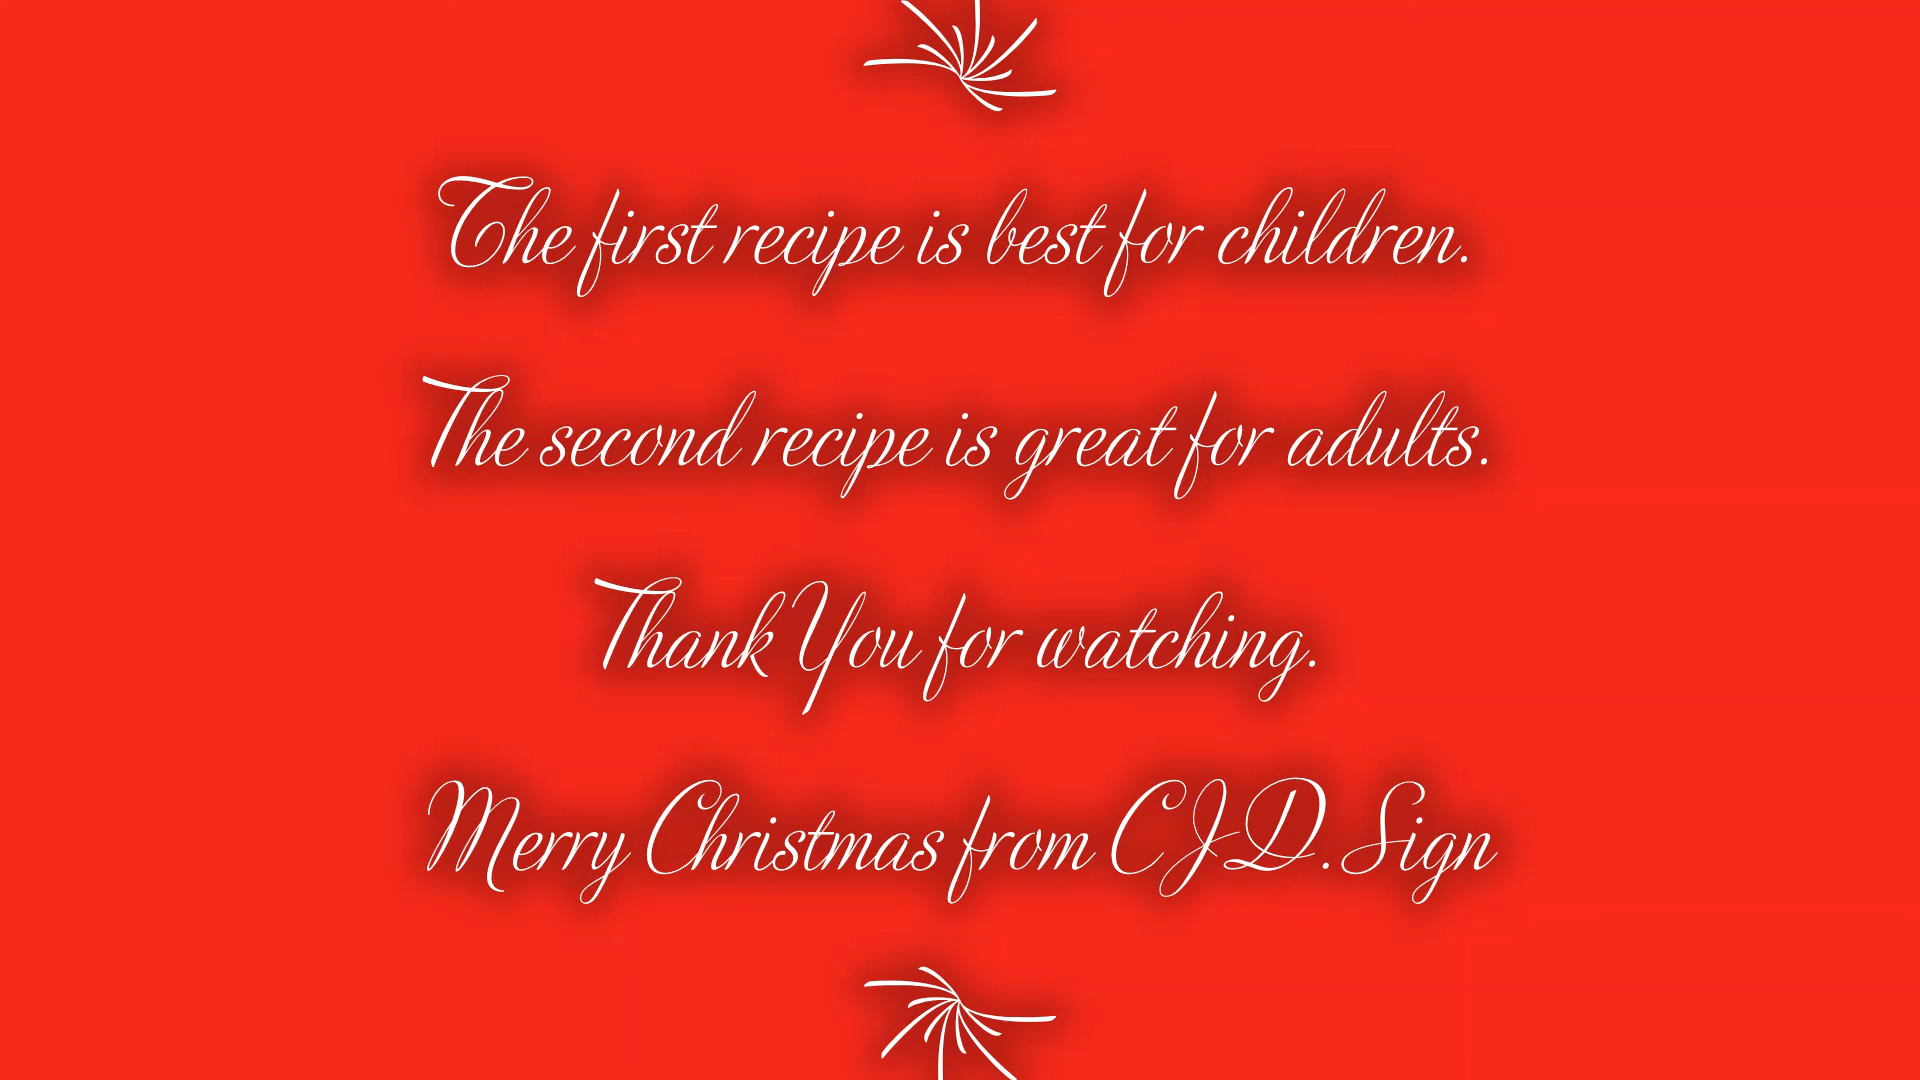 The first recipe is best for children.
The second recipe is great for adults.
Thank You for watching.
Merry Christmas from CJD.Sign